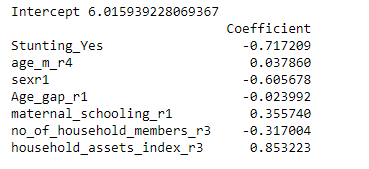 Intercept 6.015939228069367
Coefficient
Stunting_Yes -0.717209
age_m_r4 0.037860
sexr1 -0.605678
Age_gap_r1 -0.023992
maternal_schooling_r1 0.355740
no_of_household_members_r3 -0.317004
household_assets_index_r3 0.853223